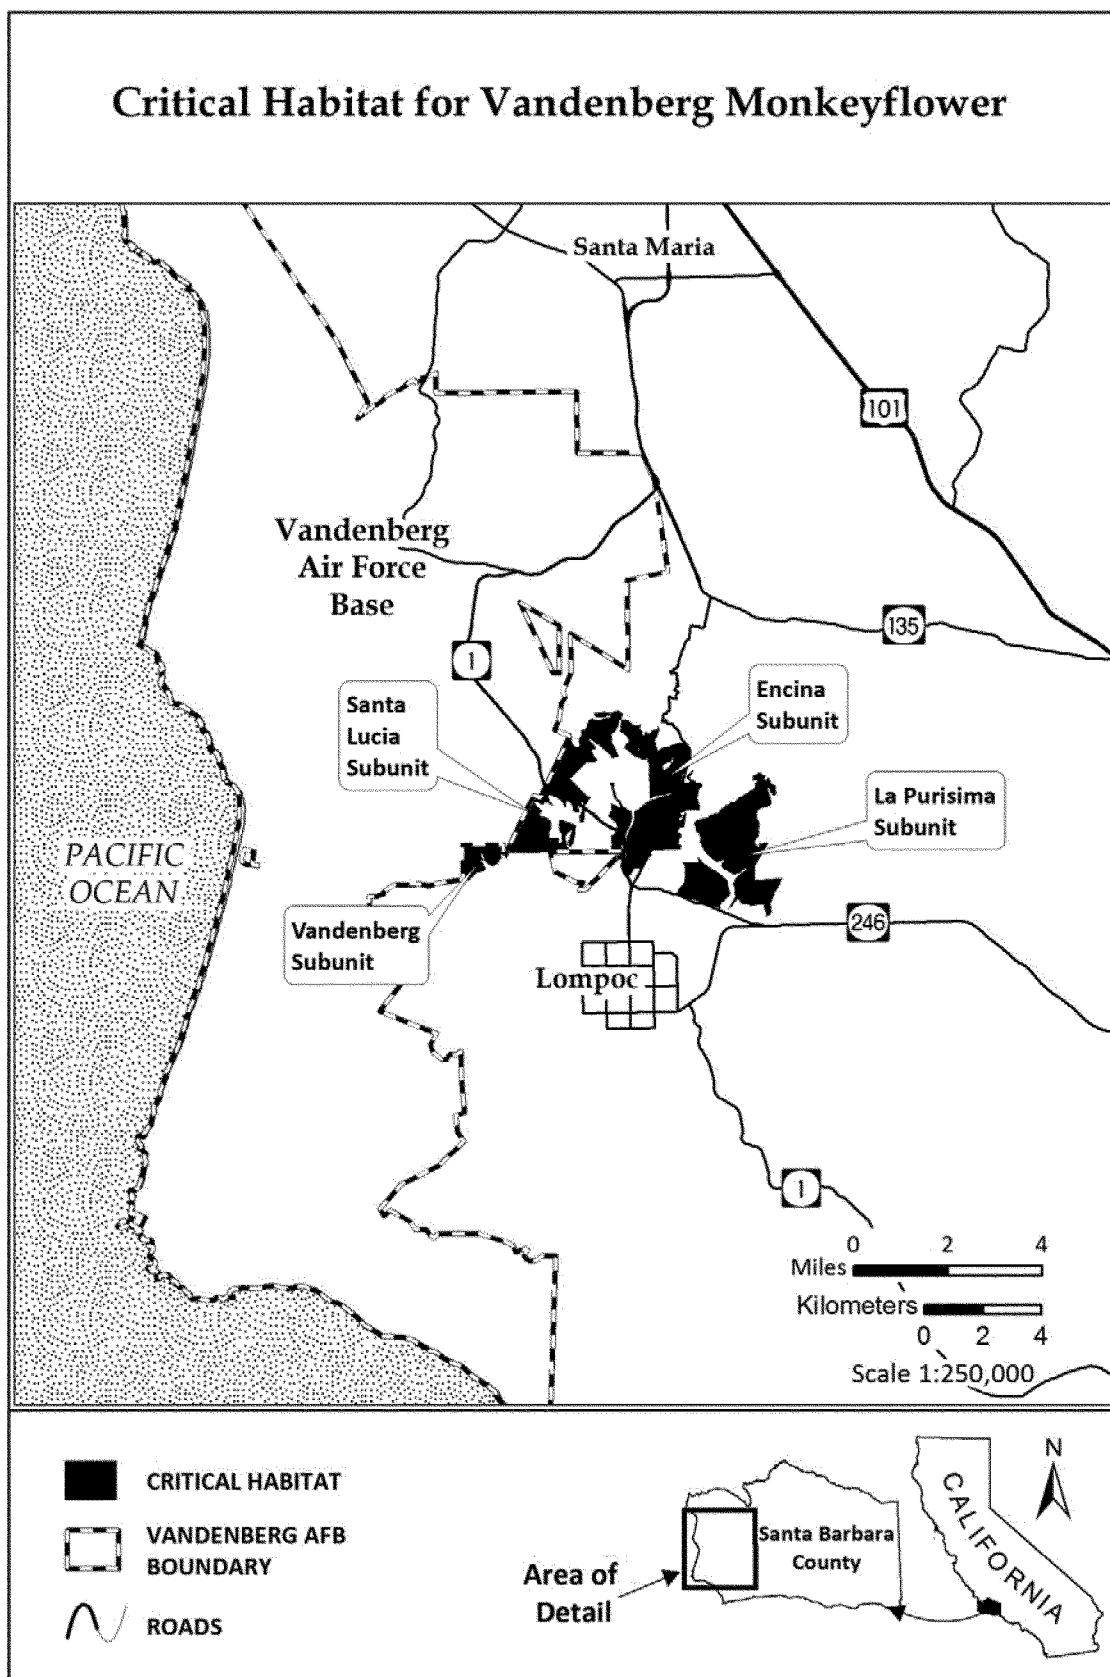 Critical Habitat for Vandenberg Monkeyflower
Santa Maria
101
Vandenberg
Air Force
Base
135
1
Encina
Subunit
Santa
Lucia
Subunit
La Purisima
Subunit
PACIFIC
OCEAN
Vandenberg
Subunit
246
Lompoc
1
0 2 4
Miles
Kilometers
0 2 4
Scale 1:250,000
CRITICAL HABITAT
VANDENBERG AFB
BOUNDARY
ROADS
Area of
Detail
Santa Barbara
County
CALIFORNIA
N